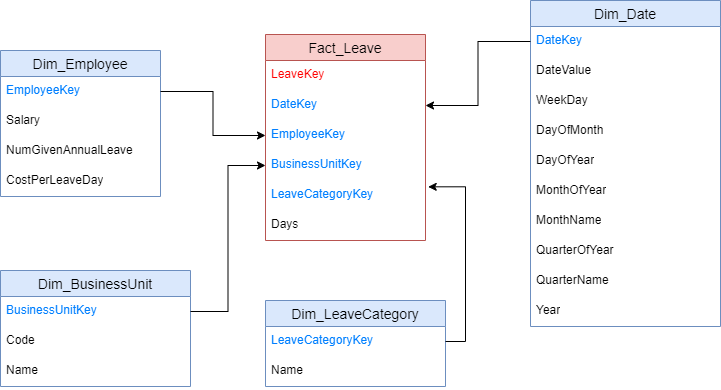 Dim_Employee
EmployeeKey
Salary
NumGivenAnnualLeave
CostPerLeaveDay
Fact_Leave
LeaveKey
DateKey
EmployeeKey
BusinessUnitKey
LeaveCategoryKey
Days
Dim_Date
DateKey
DateValue
WeekDay
DayOfMonth
DayOfYear
MonthOfYear
MonthName
QuarterOfYear
QuarterName
Year
Dim_BusinessUnit
BusinessUnitKey
Code
Name
Dim_LeaveCategory
LeaveCategoryKey
Name